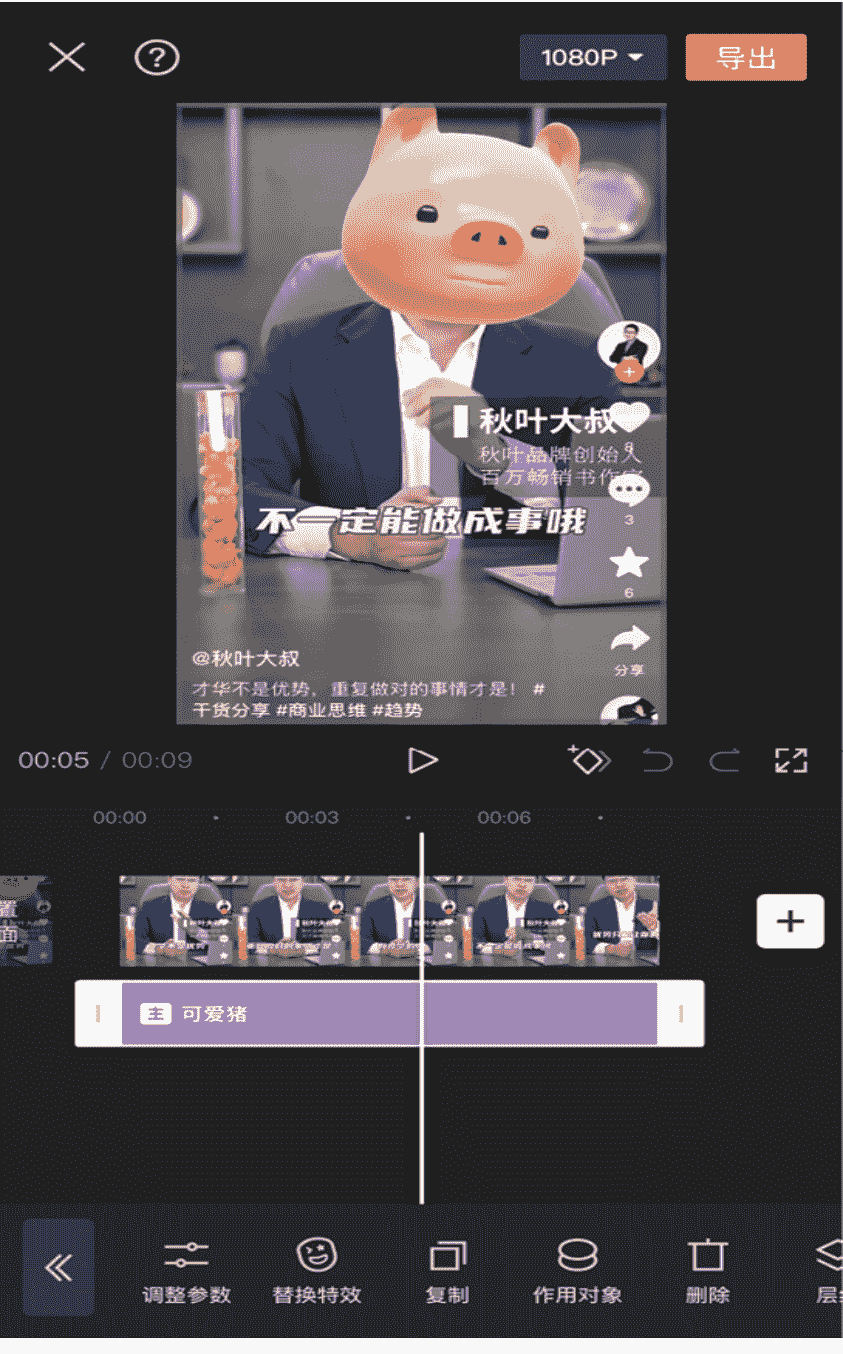 ?
1080P
导出
秋叶大叔
秋叶品牌创始人
百万畅销书作家
8
3
不一定能做成事哦
6
分享
@秋叶大叔
才华不是优势，重复做对的事情才是！ #
干货分享 #商业思维 #趋势
00:05 / 00:09
00:00
00:03
00:06
置
面
+
主 可爱猪
调整参数
替换特效
复制
作用对象
删除
层